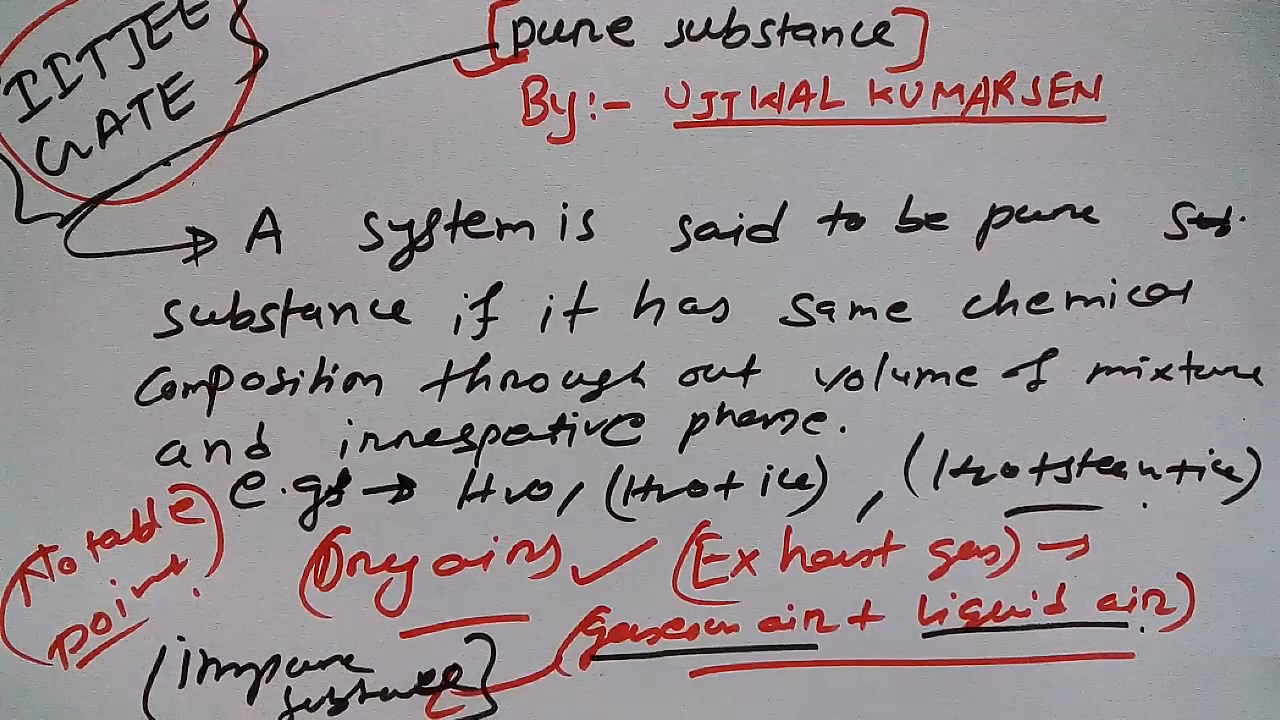 IITJEE
GATE
[pure substance]
By:- UJJWAL KUMARSEN
A system is said to be pure sub.
substance if it has same chemical
composition through out volume of mixture
and irrespective phase.
e.gs → H2O, (H2O+ice), (H2O+steam+ice)
Notable
point
(Dry air) ✓ (Exhaust gas) →
(gaseous air + liquid air)
(impure
substance)